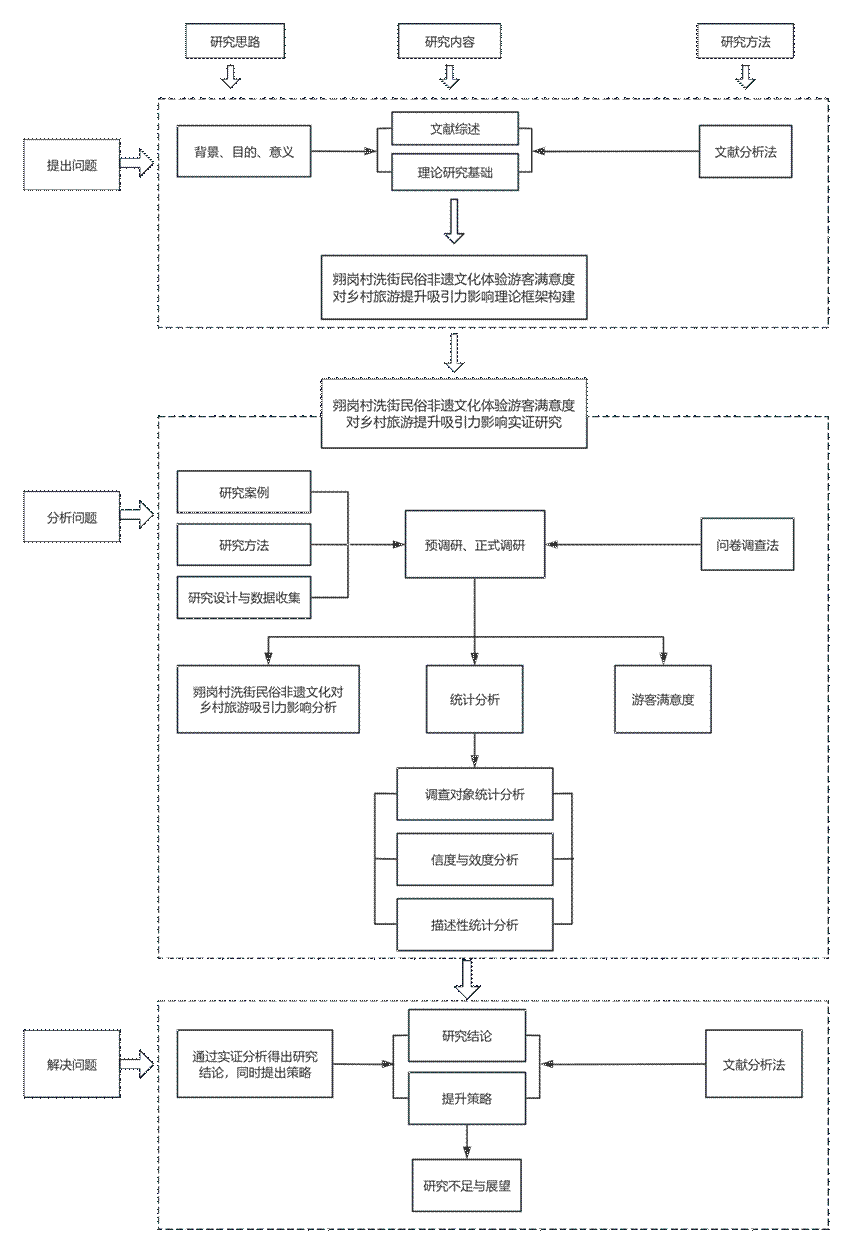 研究思路
研究内容
研究方法
提出问题
背景、目的、意义
文献综述
理论研究基础
文献分析法
翙岗村洗街民俗非遗文化体验游客满意度
对乡村旅游提升吸引力影响理论框架构建
翙岗村洗街民俗非遗文化体验游客满意度
对乡村旅游提升吸引力影响实证研究
分析问题
研究案例
研究方法
研究设计与数据收集
预调研、正式调研
问卷调查法
翙岗村洗街民俗非遗文化对
乡村旅游吸引力影响分析
统计分析
游客满意度
调查对象统计分析
信度与效度分析
描述性统计分析
解决问题
通过实证分析得出研究
结论，同时提出策略
研究结论
提升策略
文献分析法
研究不足与展望